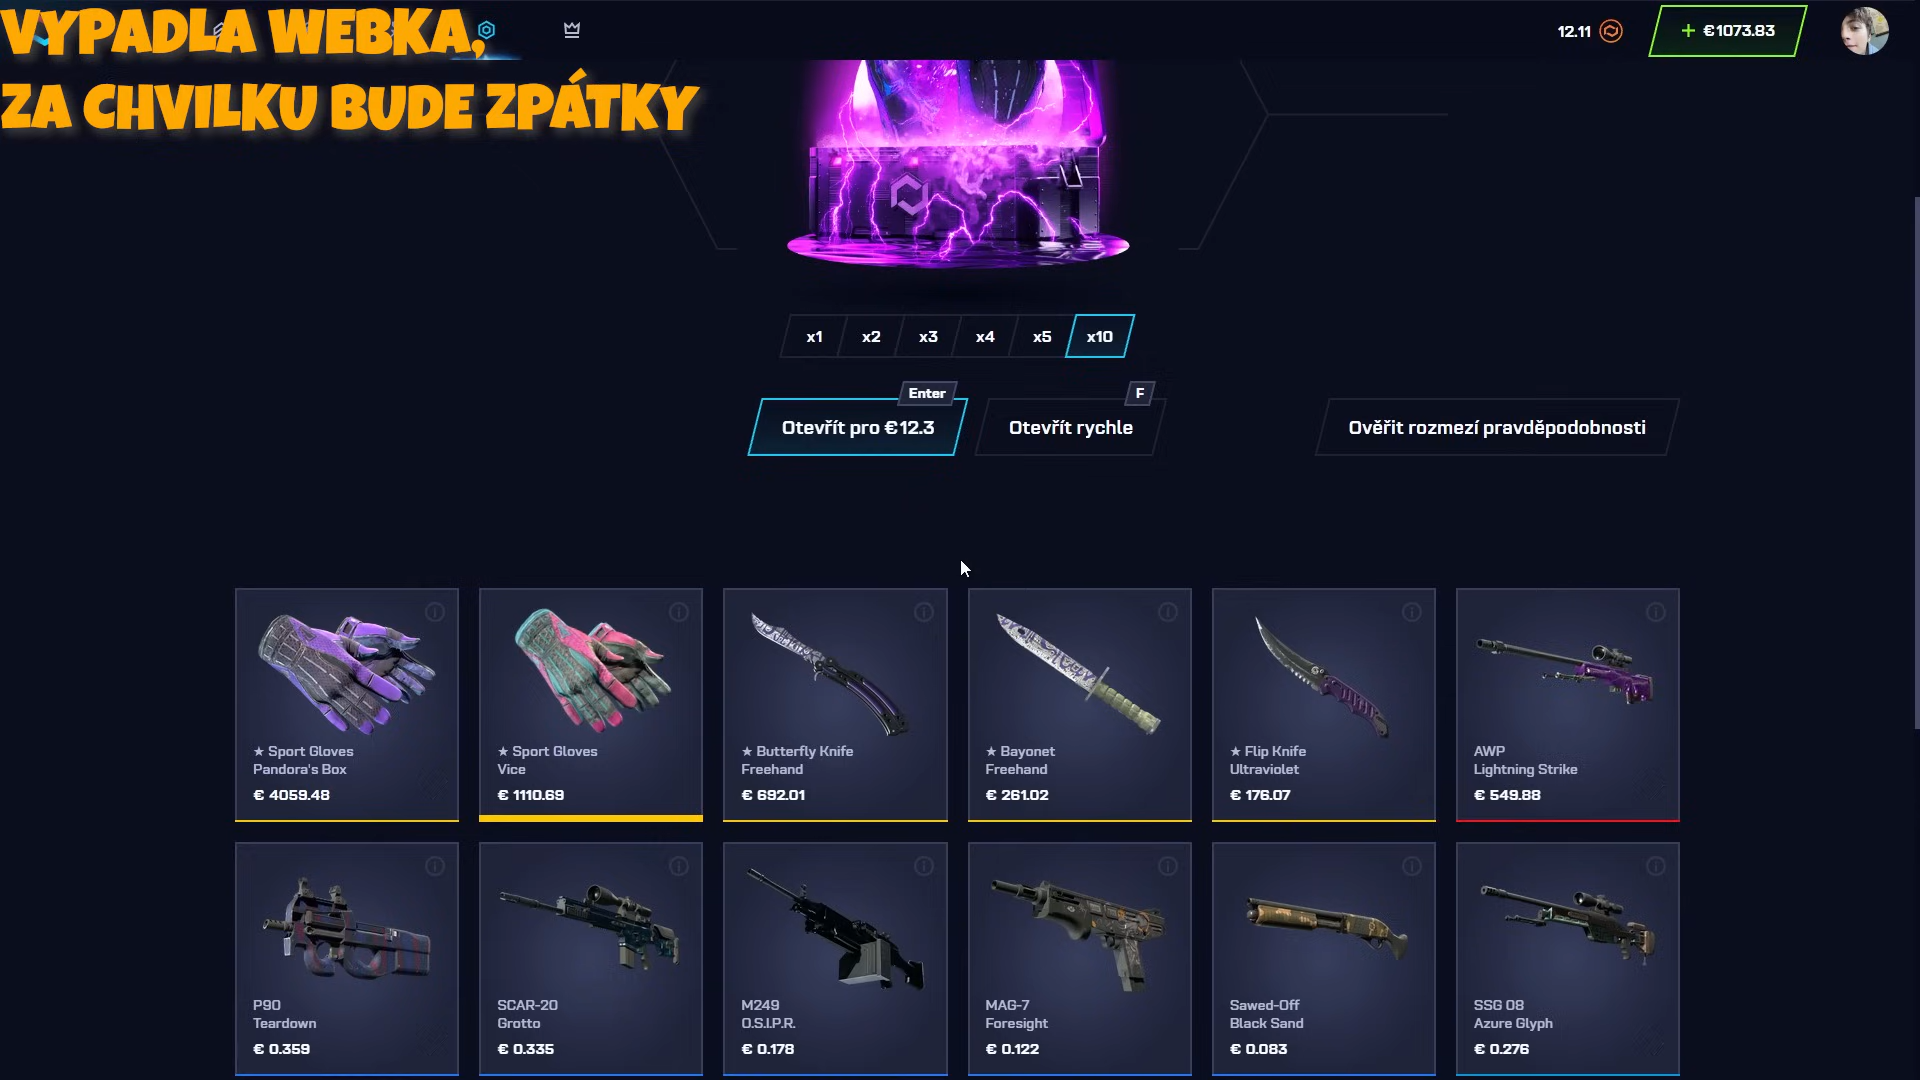 VYPADLA WEBKA,
ZA CHVILKU BUDE ZPÁTKY
12.11
+ €1073.83
x1
x2
x3
x4
x5
x10
Enter
F
Otevřít pro €12.3
Otevřít rychle
Ověřit rozmezí pravděpodobnosti
★ Sport Gloves
Pandora's Box
€ 4059.48
★ Sport Gloves
Vice
€ 1110.69
★ Butterfly Knife
Freehand
€ 692.01
★ Bayonet
Freehand
€ 261.02
★ Flip Knife
Ultraviolet
€ 176.07
AWP
Lightning Strike
€ 549.88
P90
Teardown
€ 0.359
SCAR-20
Grotto
€ 0.335
M249
O.S.I.P.R.
€ 0.178
MAG-7
Foresight
€ 0.122
Sawed-Off
Black Sand
€ 0.083
SSG 08
Azure Glyph
€ 0.276